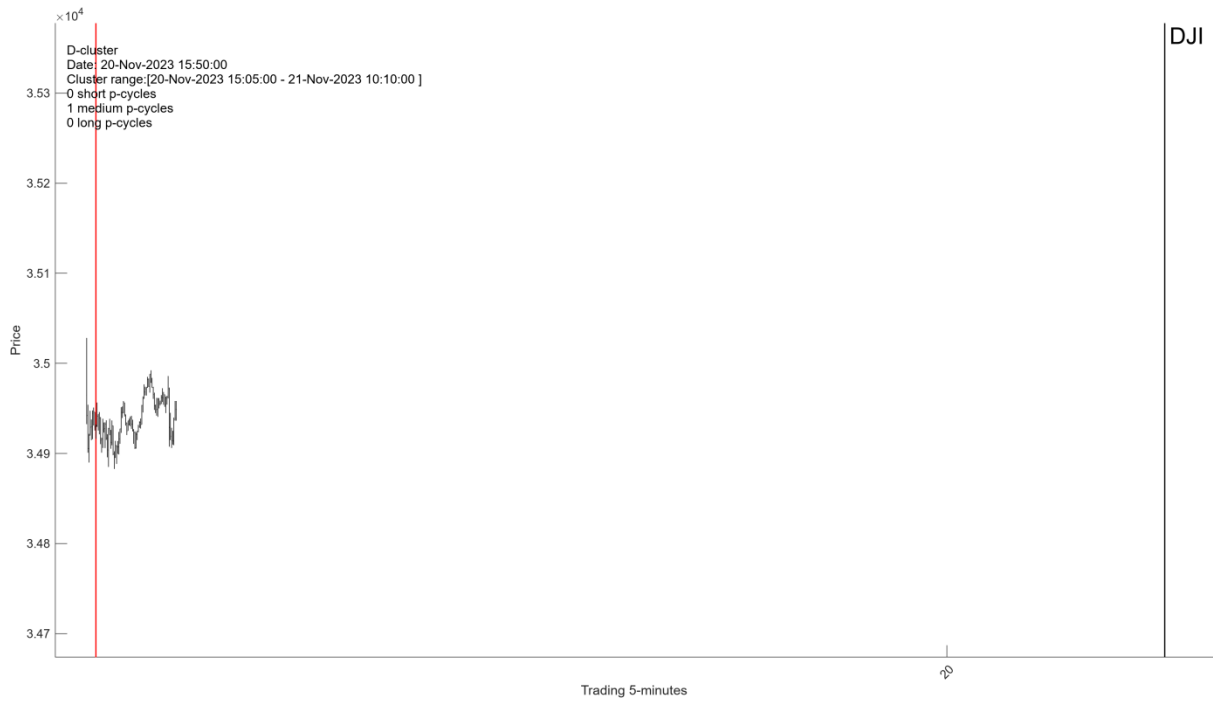 ×10⁴
DJI
D-cluster
Date: 20-Nov-2023 15:50:00
Cluster range:[20-Nov-2023 15:05:00 - 21-Nov-2023 10:10:00 ]
0 short p-cycles
1 medium p-cycles
0 long p-cycles
3.53
3.52
3.51
3.5
3.49
3.48
3.47
Price
20
Trading 5-minutes